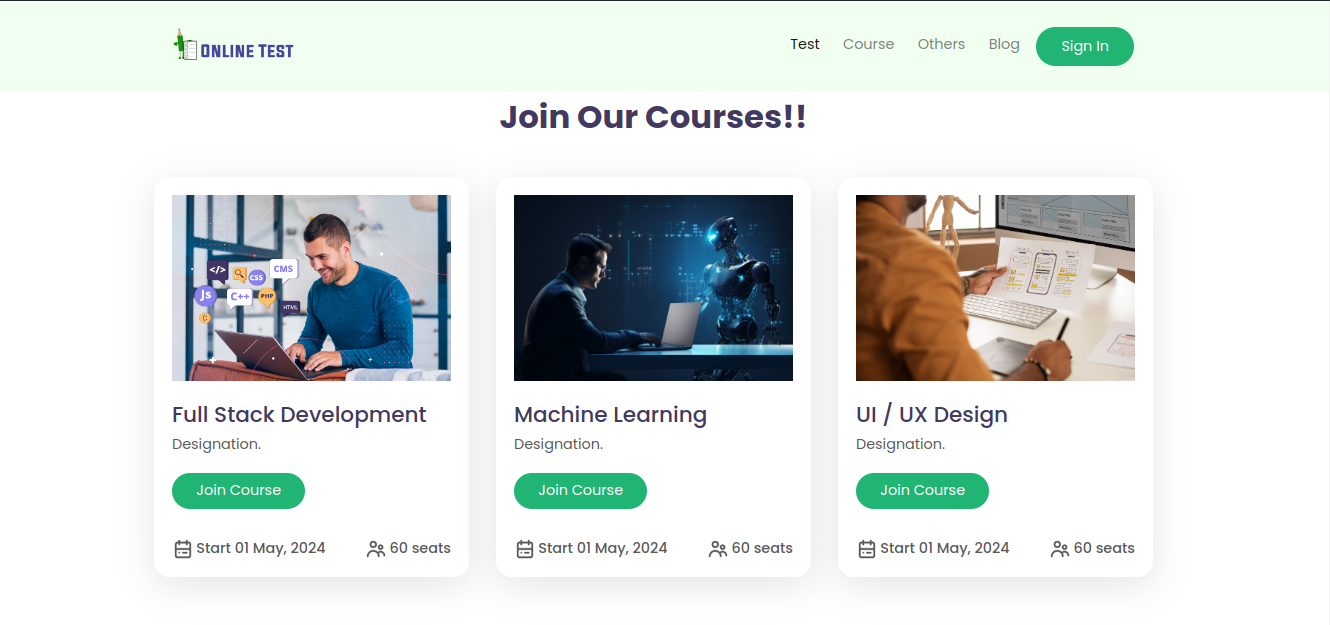 ONLINE TEST
Test Course Others Blog Sign In
Join Our Courses!!
</> CSS CMS
Js C++ PHP HTML
Full Stack Development
Designation.
Join Course
Start 01 May, 2024 60 seats
Machine Learning
Designation.
Join Course
Start 01 May, 2024 60 seats
UI / UX Design
Designation.
Join Course
Start 01 May, 2024 60 seats